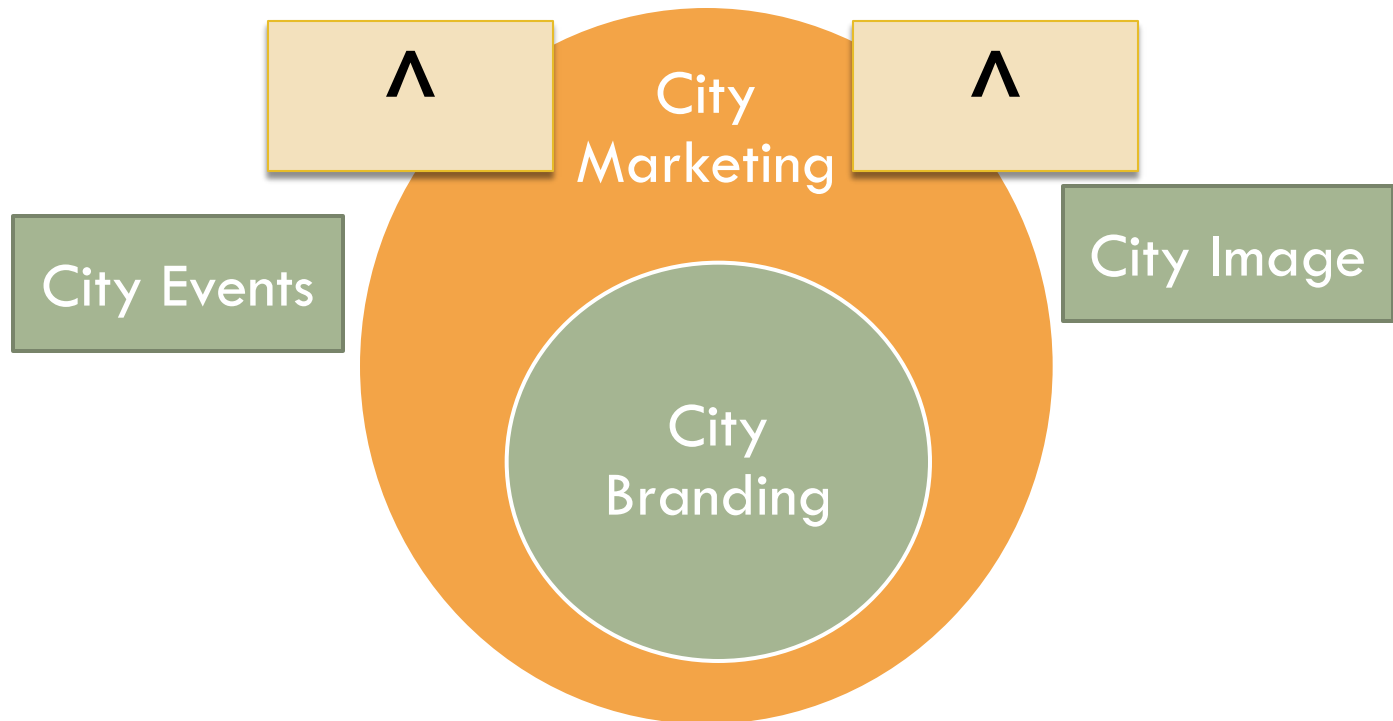 ^
^
City
Marketing
City Events
City Image
City
Branding